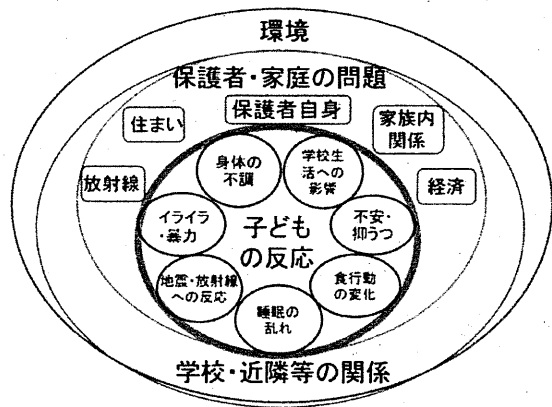 環境
保護者・家庭の問題
保護者自身
住まい
家族内
関係
放射線
経済
身体の
不調
学校生
活への
影響
イライラ
・暴力
子ども
の反応
不安・
抑うつ
地震・放射線
への反応
食行動
の変化
睡眠の
乱れ
学校・近隣等の関係